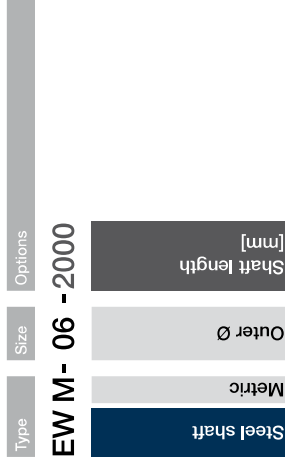 Type
Size
Options
EW M- 06 -2000
Steel shaft
Metric
Outer Ø
Shaft length
[mm]